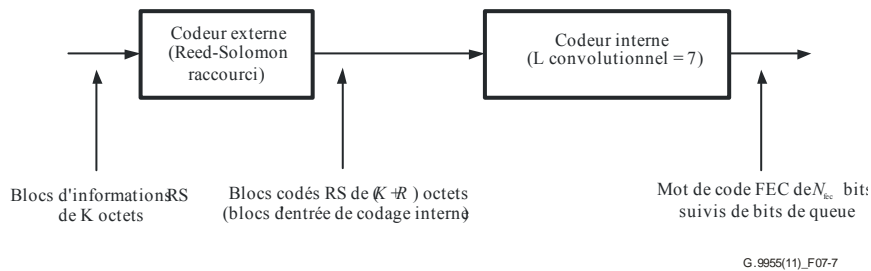 Codeur externe
(Reed-Solomon
raccourci)
Codeur interne
(L convolutionnel = 7)
Blocs d'informations RS
de K octets
Blocs codés RS de (K+R) octets
(blocs d'entrée de codage interne)
Mot de code FEC de Nfec bits
suivis de bits de queue
G.9955(11)_F07-7